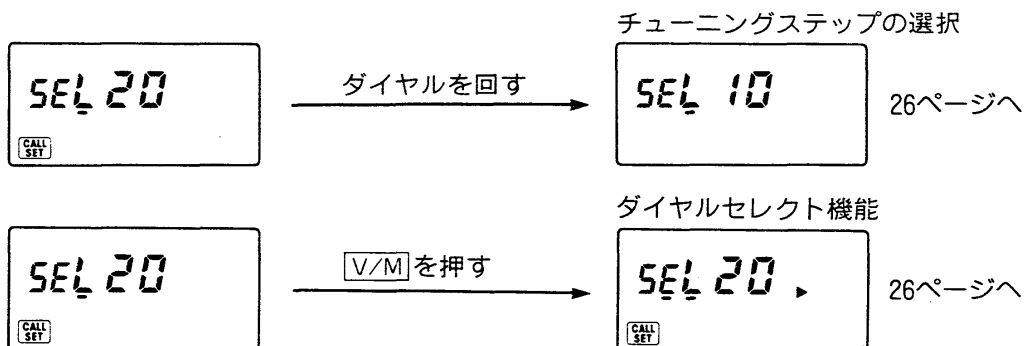 チューニングステップの選択
SEL 20
CALL SET
ダイヤルを回す
SEL 10
26ページへ
ダイヤルセレクト機能
SEL 20
CALL SET
V/Mを押す
SEL 20
CALL SET
26ページへ